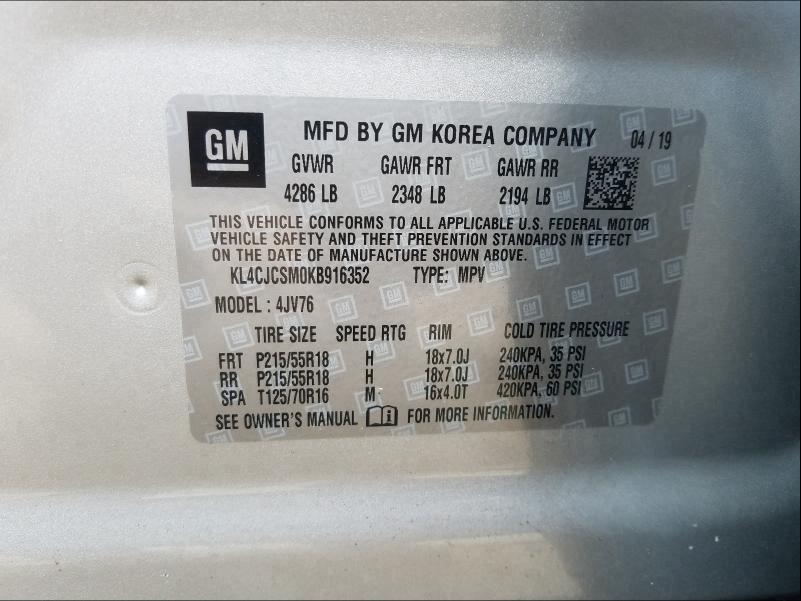 GM
MFD BY GM KOREA COMPANY 04 / 19
GVWR GAWR FRT GAWR RR
4286 LB 2348 LB 2194 LB
THIS VEHICLE CONFORMS TO ALL APPLICABLE U.S. FEDERAL MOTOR
VEHICLE SAFETY AND THEFT PREVENTION STANDARDS IN EFFECT
ON THE DATE OF MANUFACTURE SHOWN ABOVE.
KL4CJCSM0KB916352 TYPE: MPV
MODEL : 4JV76
TIRE SIZE SPEED RTG RIM COLD TIRE PRESSURE
FRT P215/55R18 H 18x7.0J 240KPA, 35 PSI
RR P215/55R18 H 18x7.0J 240KPA, 35 PSI
SPA T125/70R16 M 16x4.0T 420KPA, 60 PSI
SEE OWNER'S MANUAL FOR MORE INFORMATION.